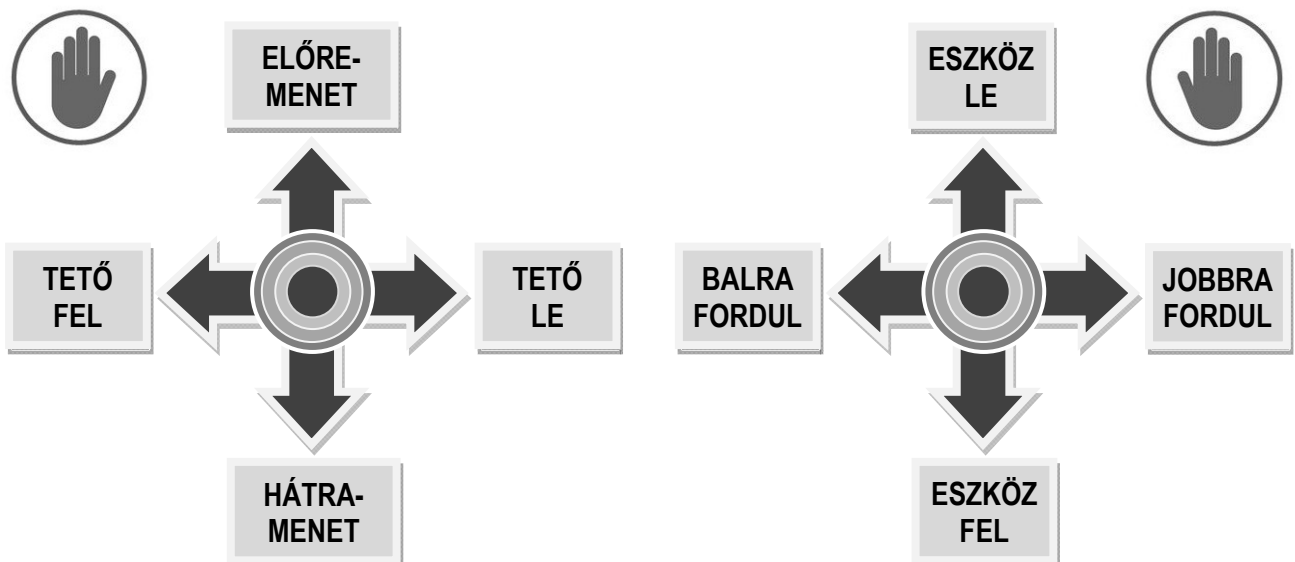 ELŐRE-
MENET
ESZKÖZ
LE
TETŐ
FEL
TETŐ
LE
BALRA
FORDUL
JOBBRA
FORDUL
HÁTRA-
MENET
ESZKÖZ
FEL